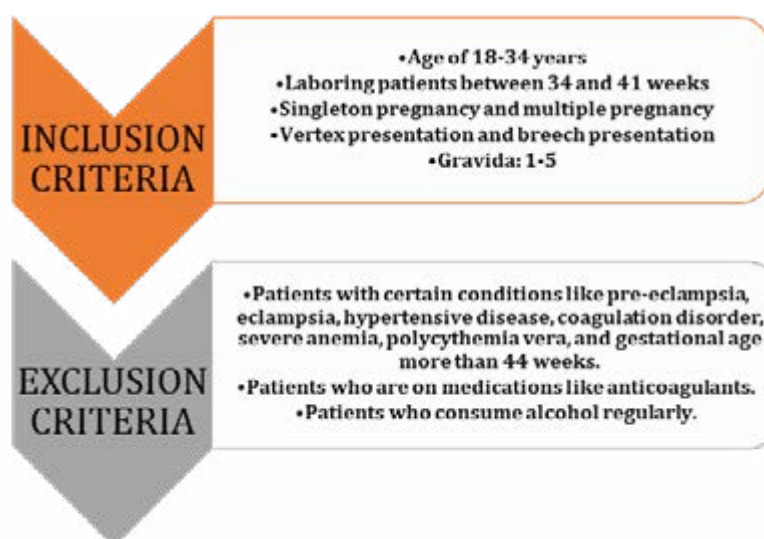 INCLUSION
CRITERIA
•Age of 18-34 years
•Laboring patients between 34 and 41 weeks
•Singleton pregnancy and multiple pregnancy
•Vertex presentation and breech presentation
•Gravida: 1-5
EXCLUSION
CRITERIA
•Patients with certain conditions like pre-eclampsia,
eclampsia, hypertensive disease, coagulation disorder,
severe anemia, polycythemia vera, and gestational age
more than 44 weeks.
•Patients who are on medications like anticoagulants.
•Patients who consume alcohol regularly.